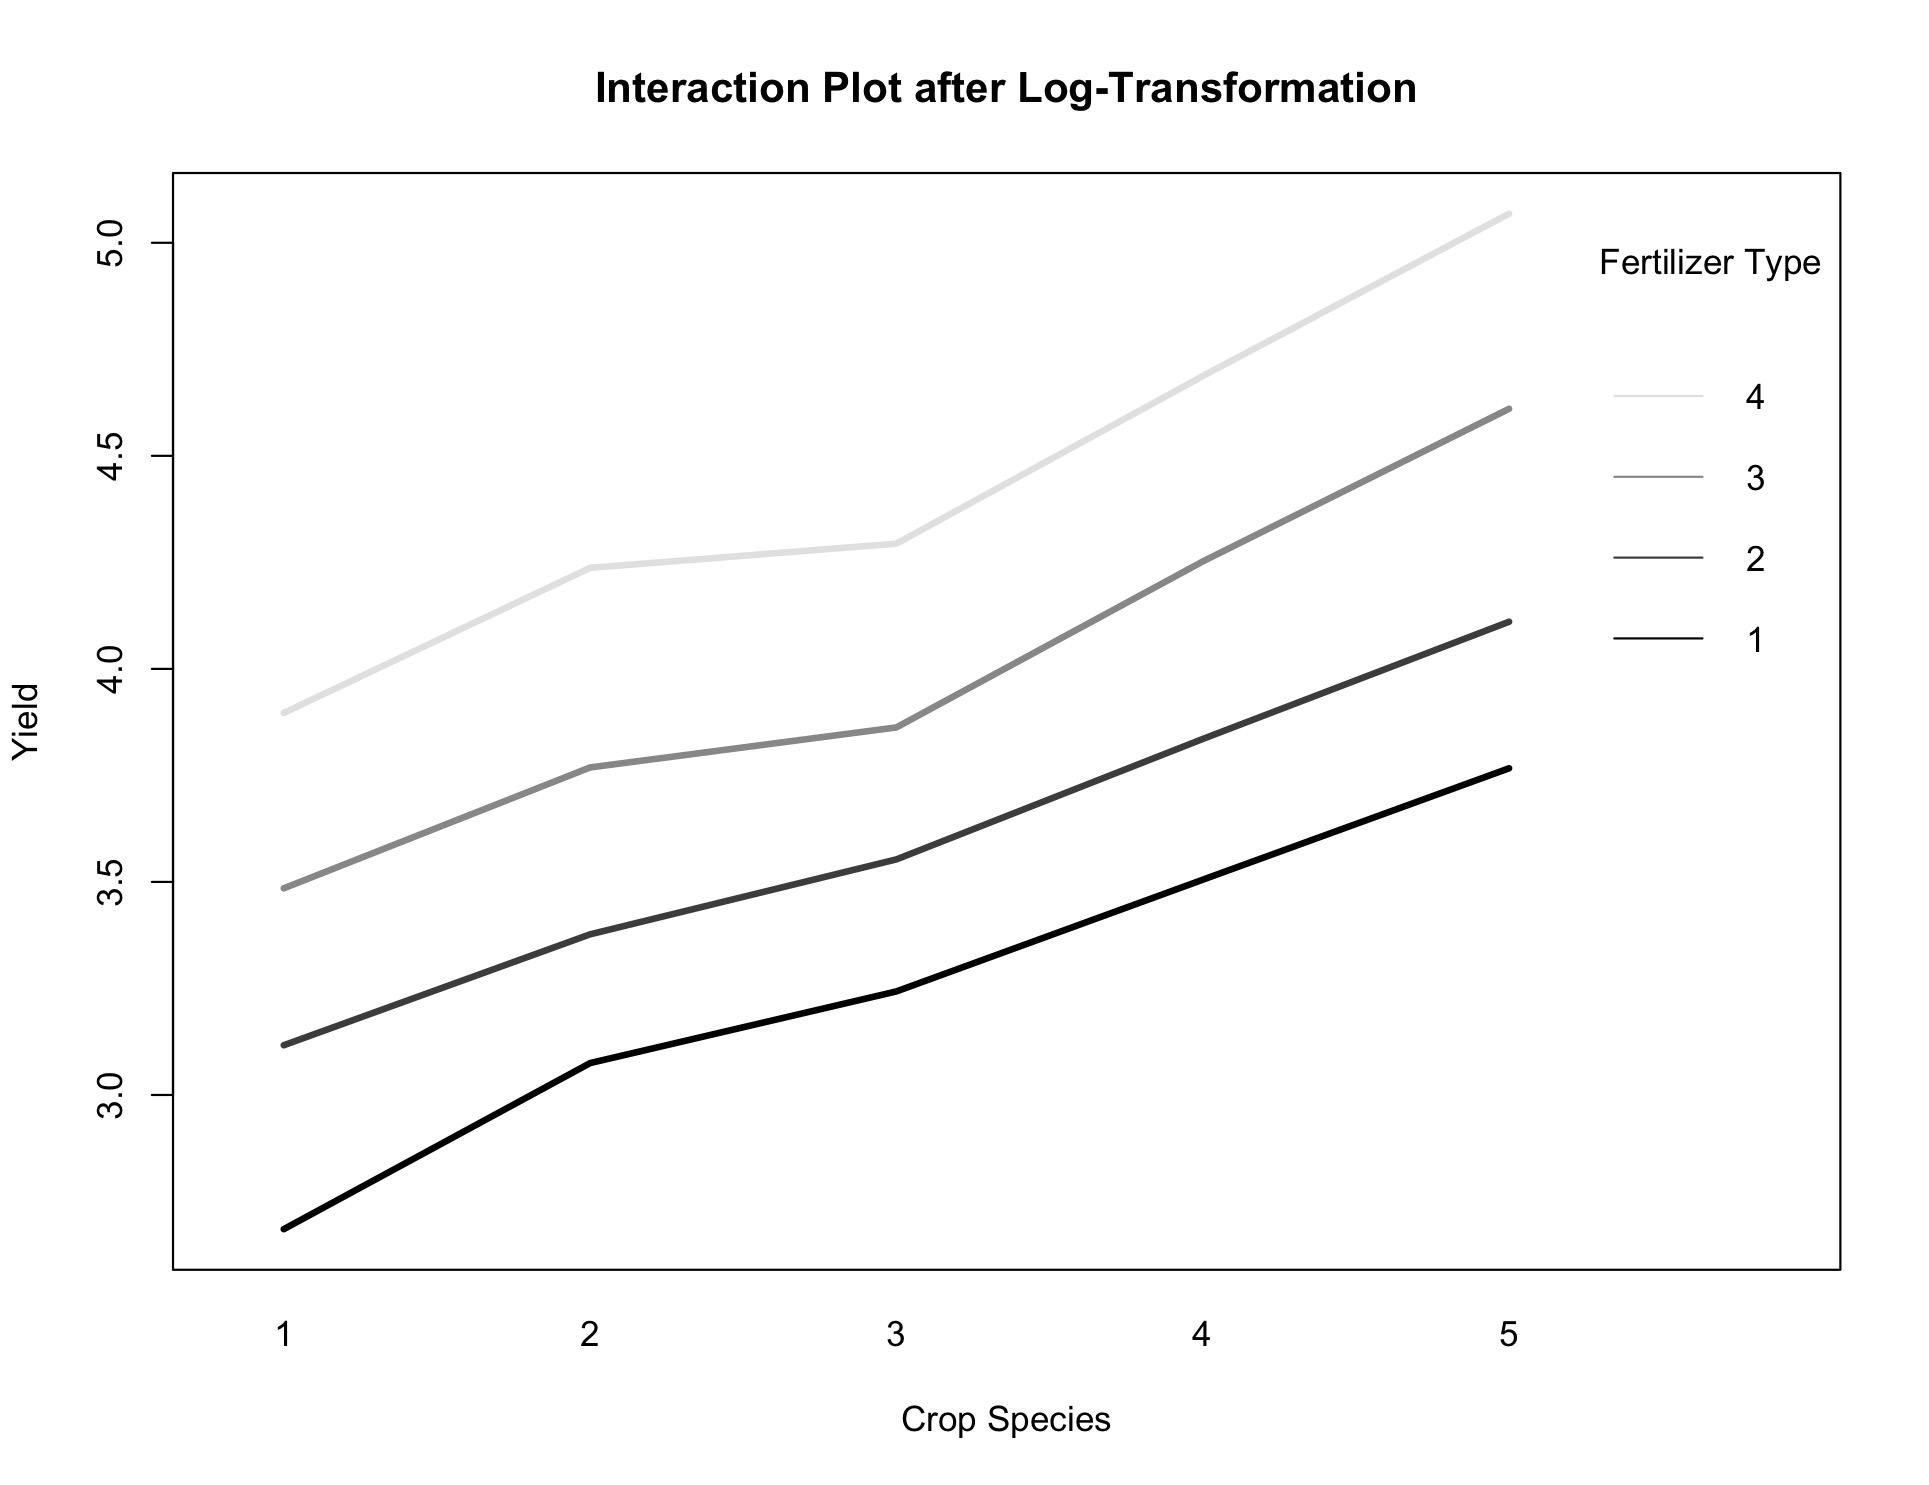 Interaction Plot after Log-Transformation
5.0
4.5
4.0
3.5
3.0
Yield
Fertilizer Type
4
3
2
1
1 2 3 4 5
Crop Species